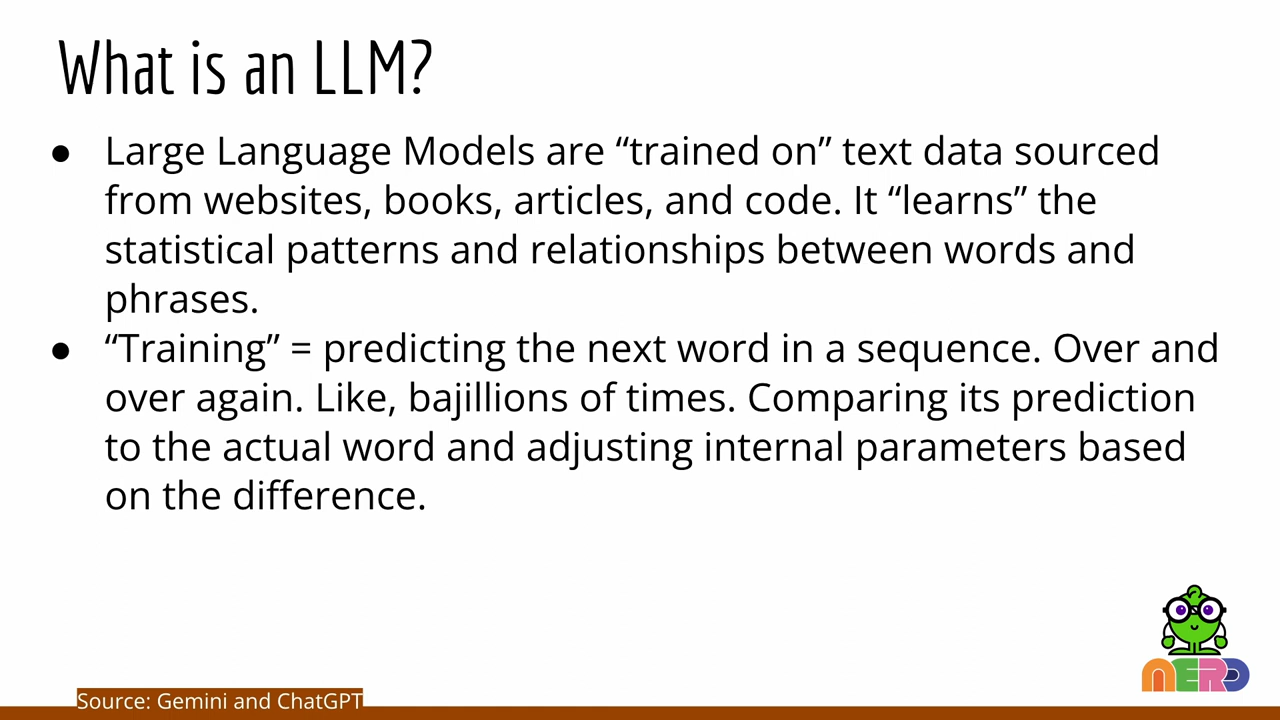 What is an LLM?
● Large Language Models are “trained on” text data sourced
from websites, books, articles, and code. It “learns” the
statistical patterns and relationships between words and
phrases.
● “Training” = predicting the next word in a sequence. Over and
over again. Like, bajillions of times. Comparing its prediction
to the actual word and adjusting internal parameters based
on the difference.
NERD
Source: Gemini and ChatGPT